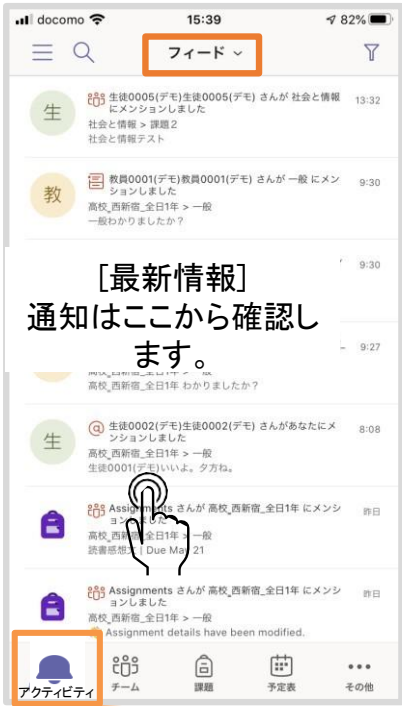 docomo 15:39 82%
フィード
生
生徒0005(デモ)生徒0005(デモ) さんが 社会と情報 にメンションしました
13:32
社会と情報 > 課題2
社会と情報テスト
教
教員0001(デモ)教員0001(デモ) さんが 一般 にメンションしました
9:30
高校_西新宿_全日1年 > 一般
一般わかりましたか？
9:30
[最新情報]
通知はここから確認し
ます。
9:27
高校_西新宿_全日1年 わかりましたか？
生
@ 生徒0002(デモ)生徒0002(デモ) さんがあなたにメンションしました
8:08
高校_西新宿_全日1年 > 一般
生徒0001(デモ)いいよ。夕方ね。
Assignments さんが 高校_西新宿_全日1年 にメンションしました
昨日
高校_西新宿_全日1年 > 一般
読書感想文 | Due May 21
Assignments さんが 高校_西新宿_全日1年 にメンションしました
昨日
高校_西新宿_全日1年 > 一般
Assignment details have been modified.
アクティビティ
チーム
課題
予定表
その他